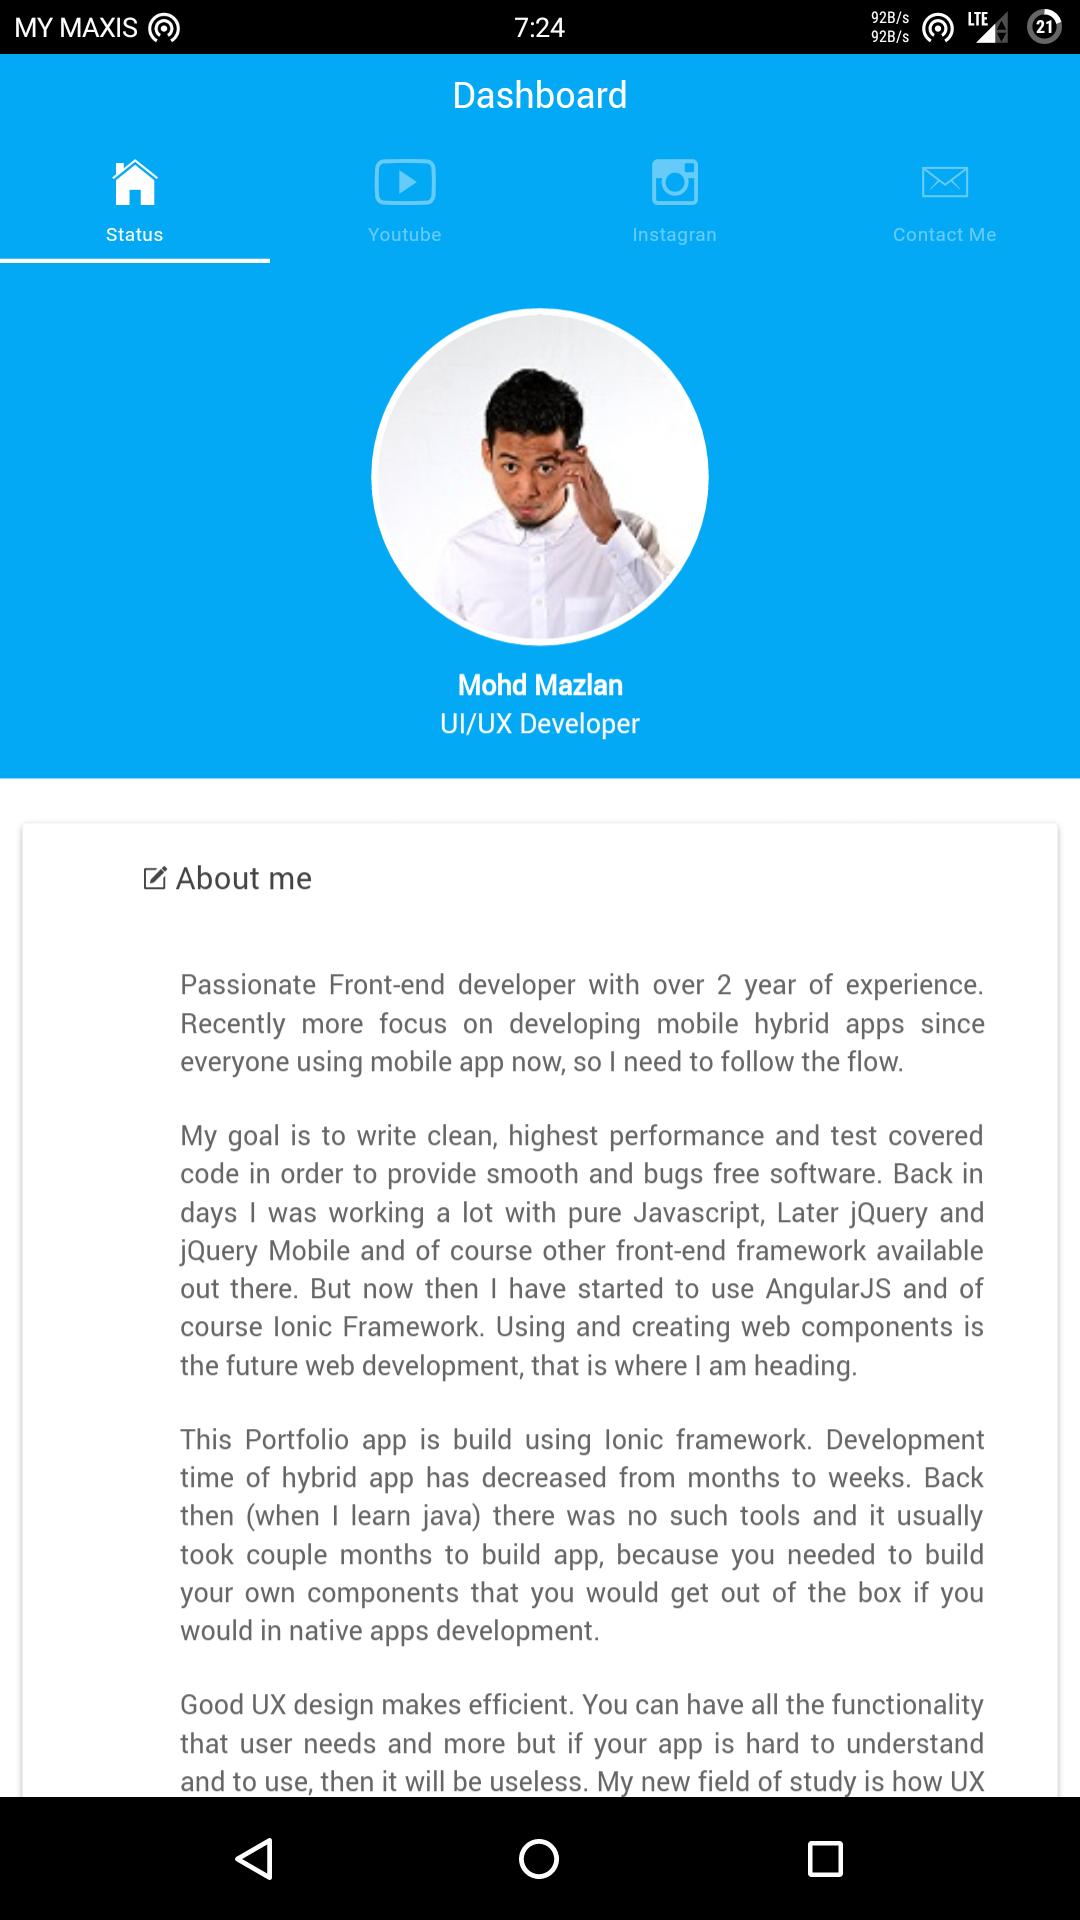 MY MAXIS 7:24 92B/s LTE 21
92B/s
Dashboard
Status Youtube Instagran Contact Me
Mohd Mazlan
UI/UX Developer
About me
Passionate Front-end developer with over 2 year of experience.
Recently more focus on developing mobile hybrid apps since
everyone using mobile app now, so I need to follow the flow.
My goal is to write clean, highest performance and test covered
code in order to provide smooth and bugs free software. Back in
days I was working a lot with pure Javascript, Later jQuery and
jQuery Mobile and of course other front-end framework available
out there. But now then I have started to use AngularJS and of
course Ionic Framework. Using and creating web components is
the future web development, that is where I am heading.
This Portfolio app is build using Ionic framework. Development
time of hybrid app has decreased from months to weeks. Back
then (when I learn java) there was no such tools and it usually
took couple months to build app, because you needed to build
your own components that you would get out of the box if you
would in native apps development.
Good UX design makes efficient. You can have all the functionality
that user needs and more but if your app is hard to understand
and to use, then it will be useless. My new field of study is how UX